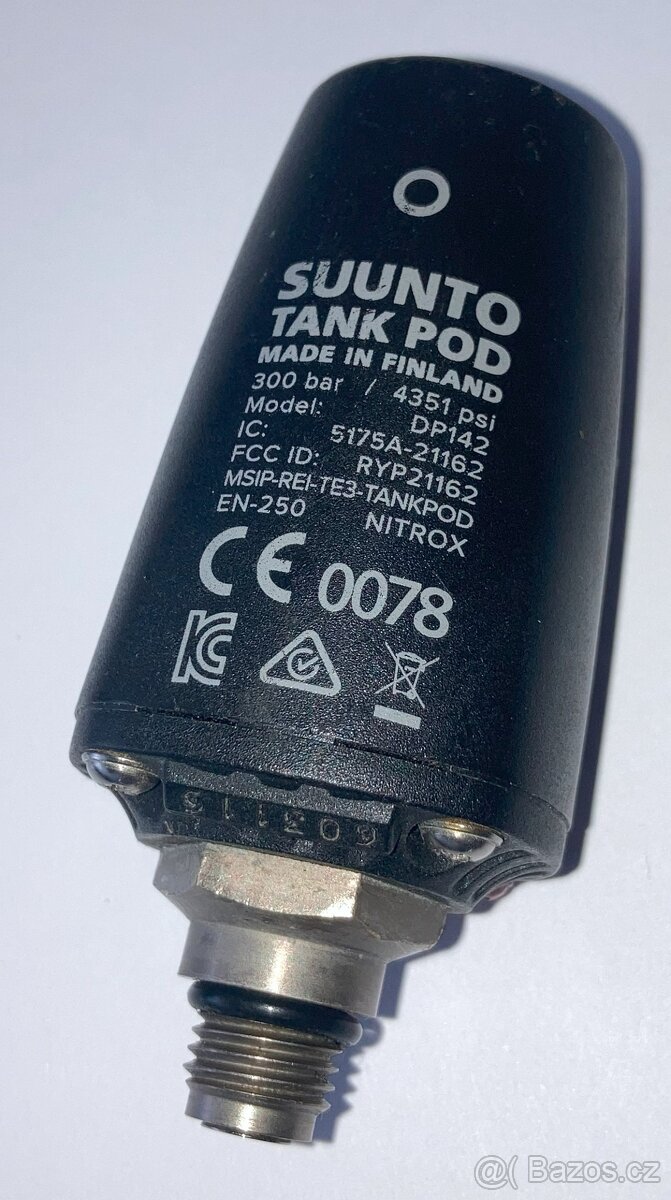 SUUNTO
TANK POD
MADE IN FINLAND
300 bar / 4351 psi
Model: DP142
IC: 5175A-21162
FCC ID: RYP21162
MSIP-REI-TE3-TANKPOD
EN-250 NITROX
CE 0078
@( Bazos.cz